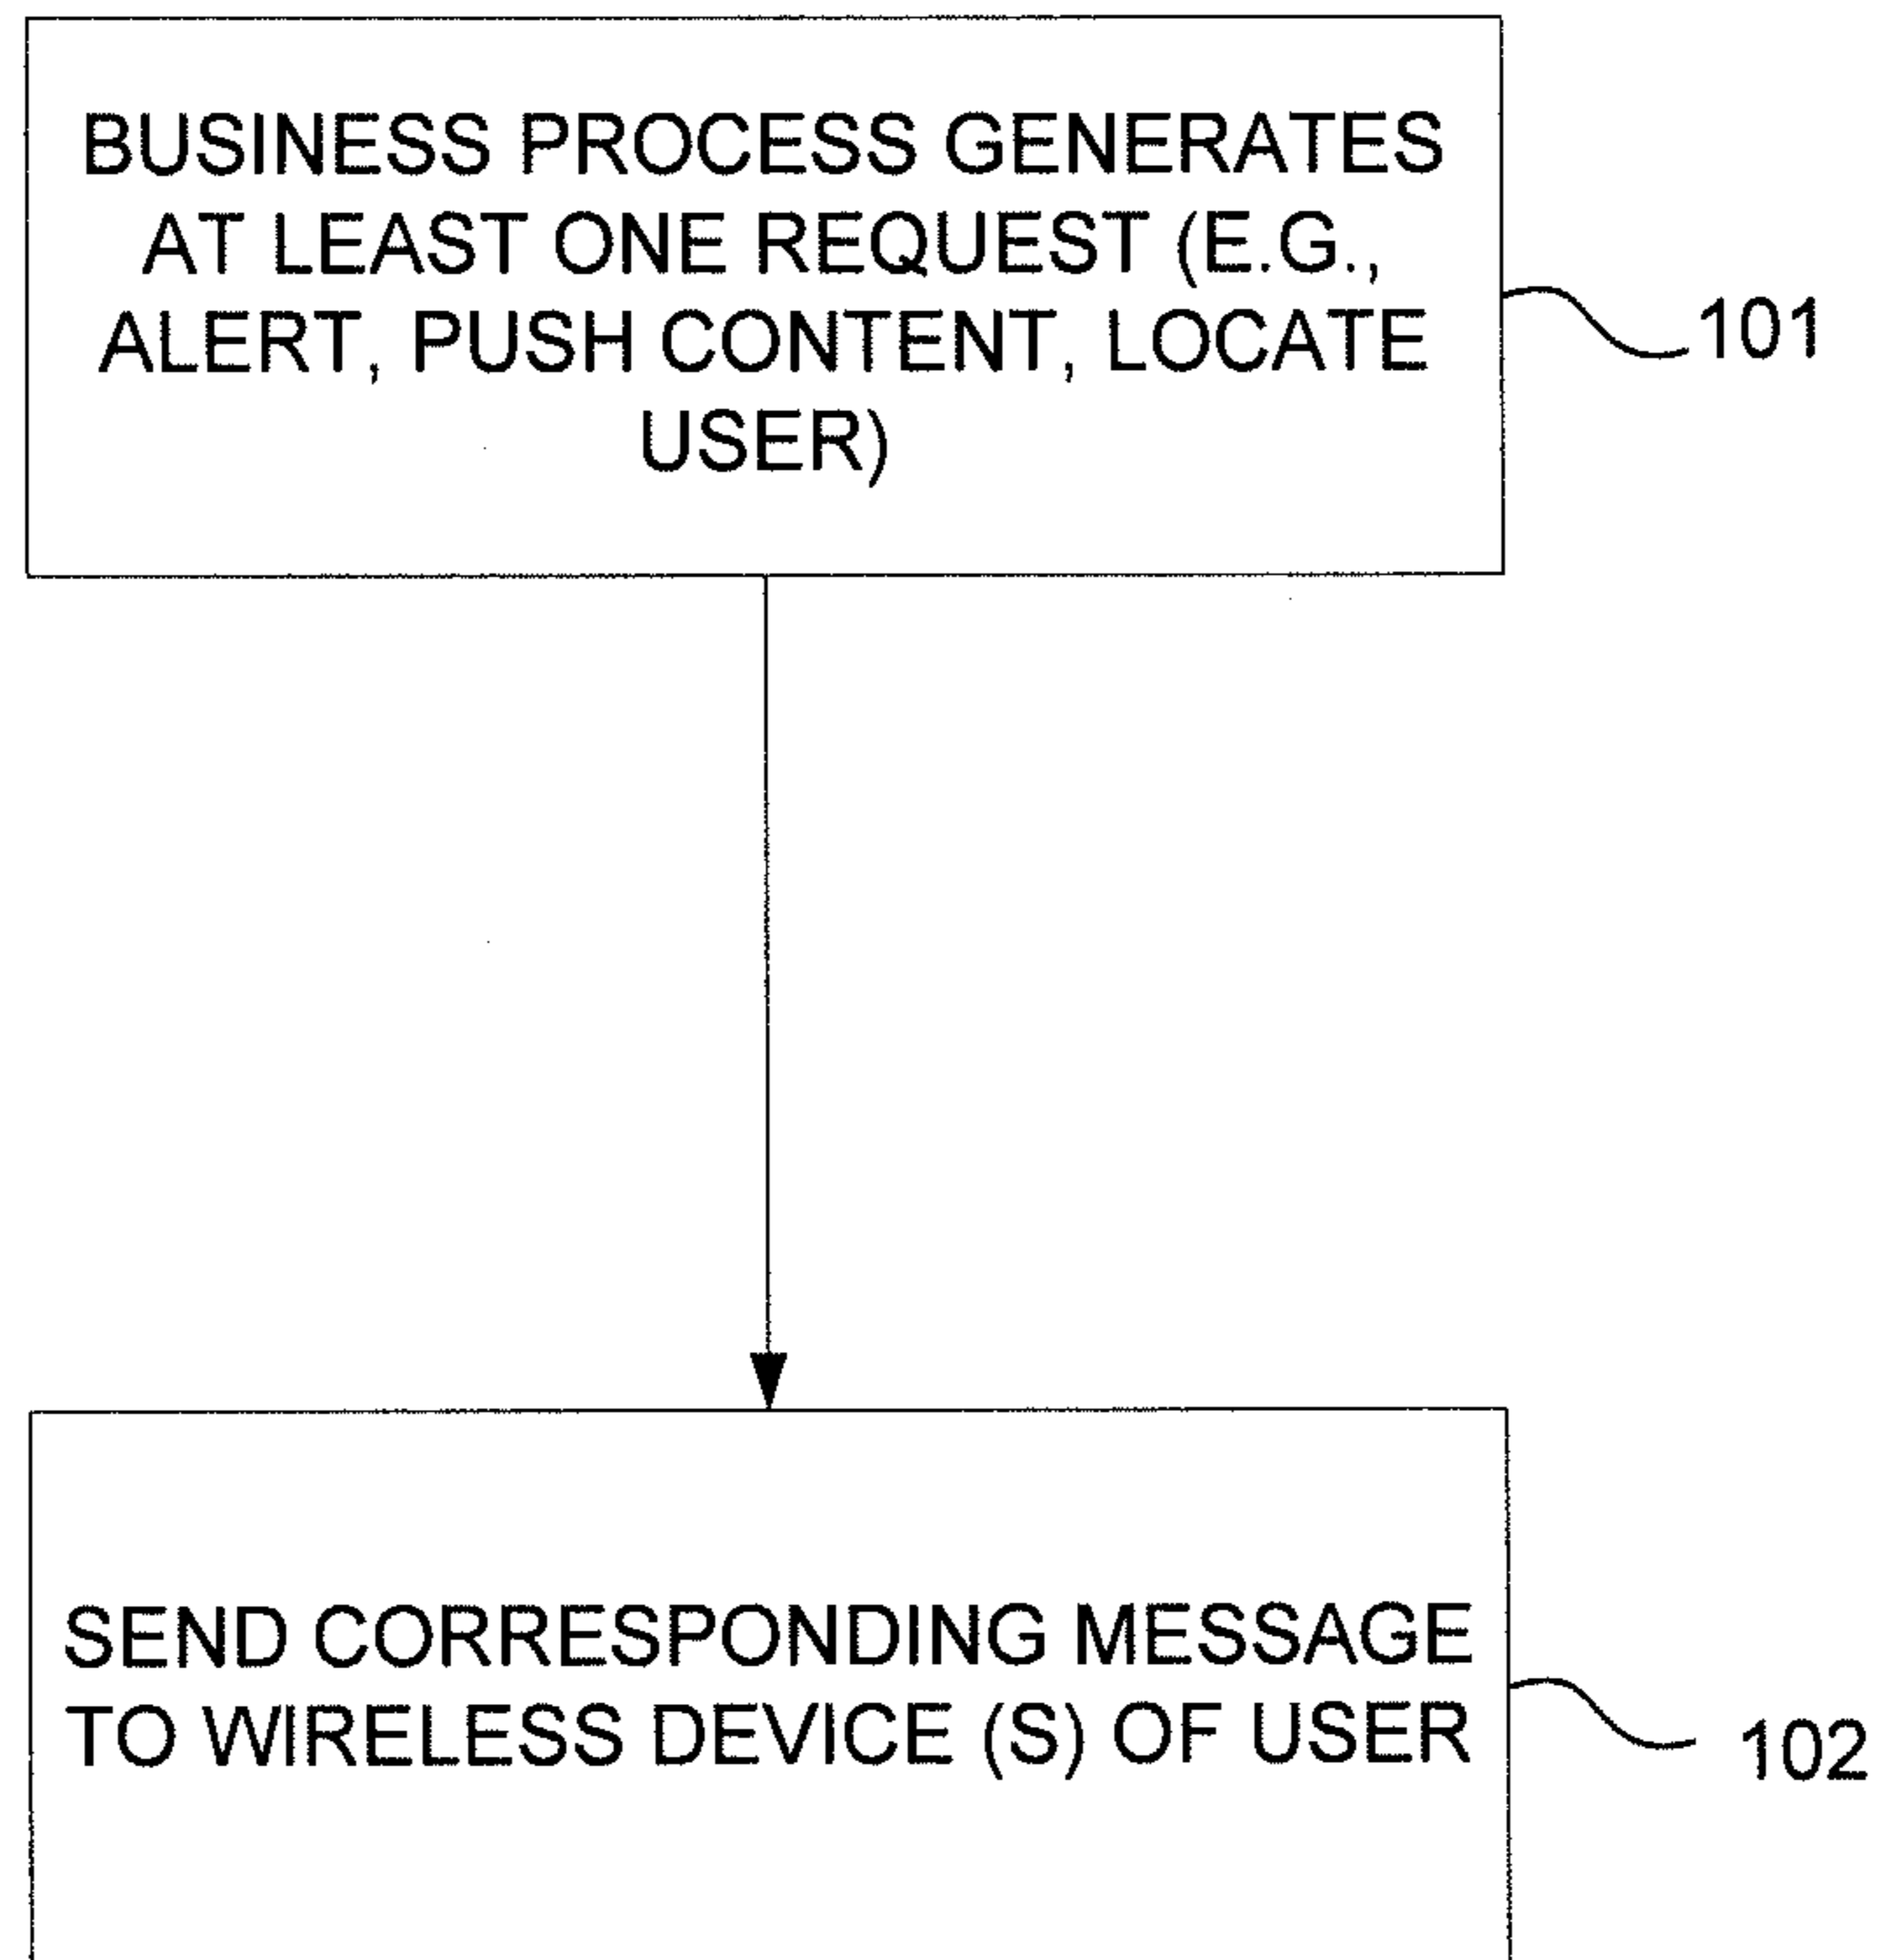 BUSINESS PROCESS GENERATES
AT LEAST ONE REQUEST (E.G.,
ALERT, PUSH CONTENT, LOCATE
USER)
101
SEND CORRESPONDING MESSAGE
TO WIRELESS DEVICE (S) OF USER
102